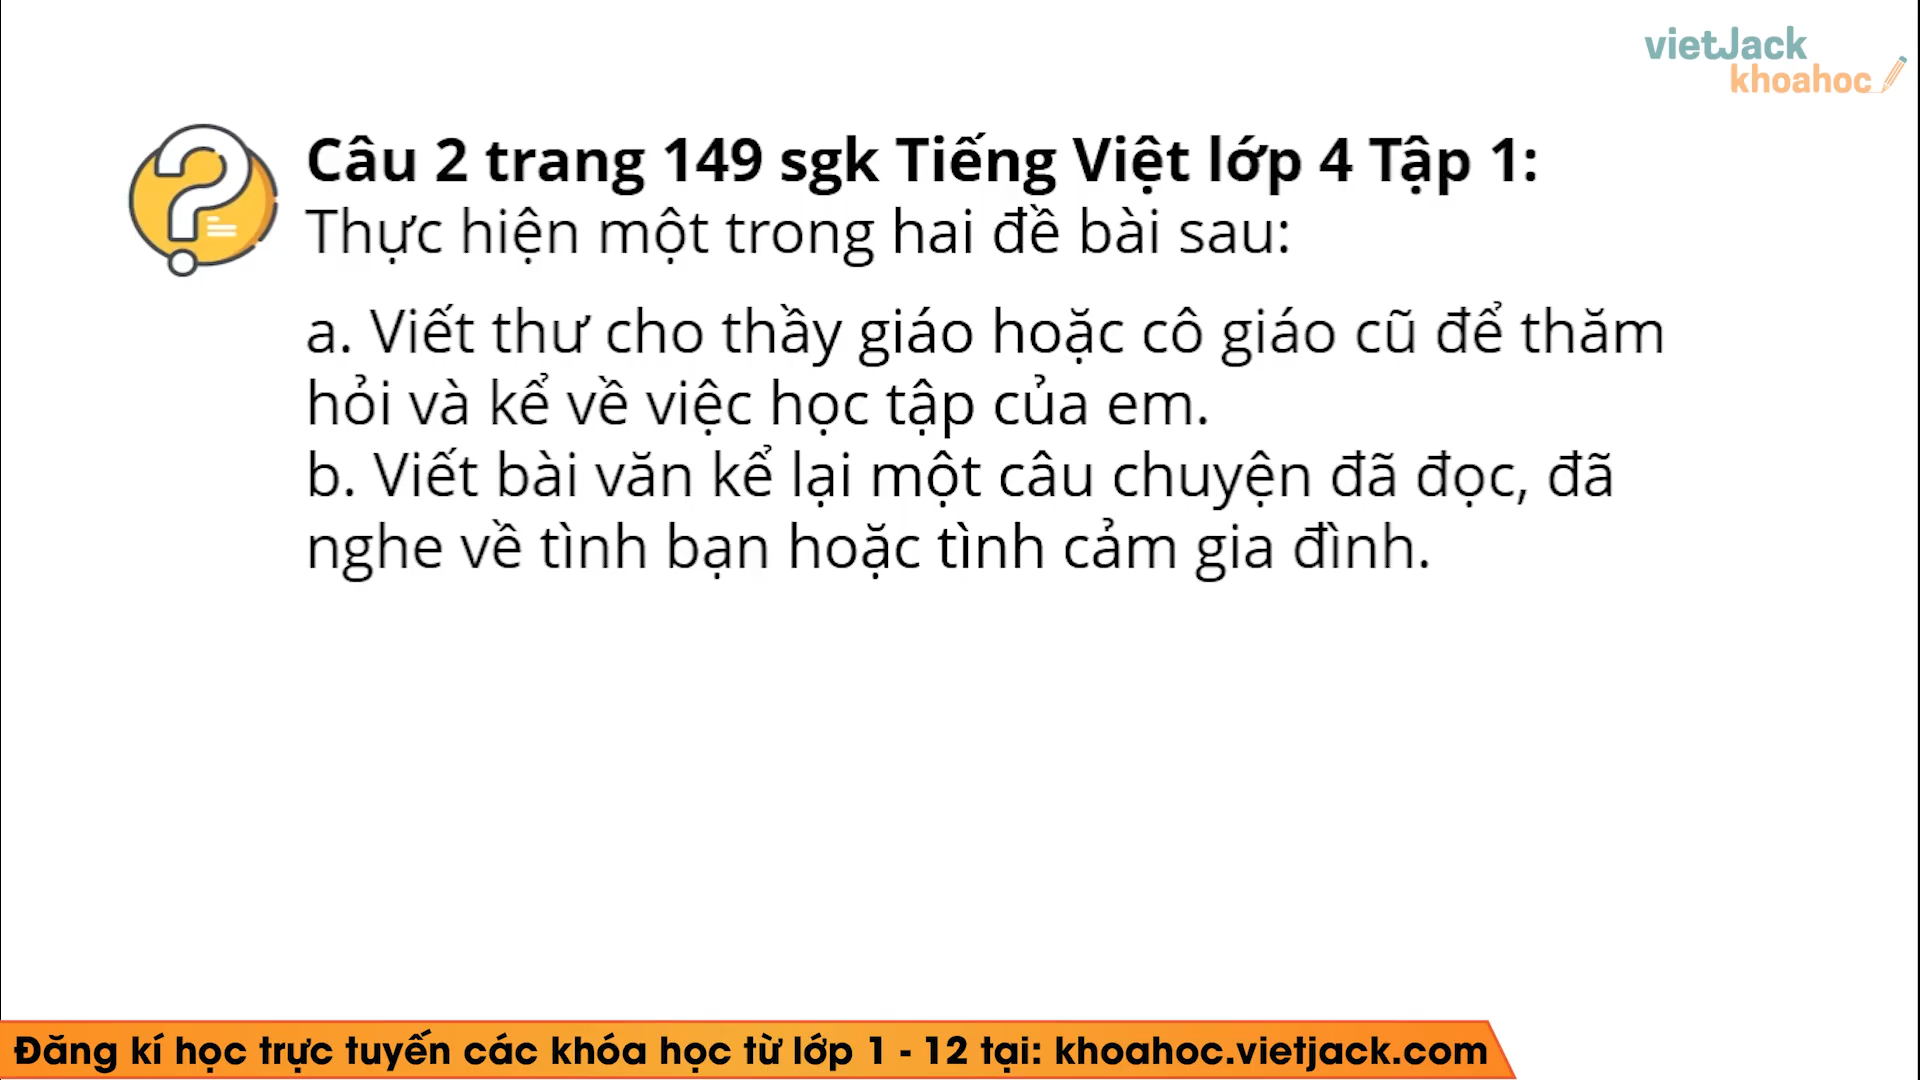 vietJack
khoahoc
Câu 2 trang 149 sgk Tiếng Việt lớp 4 Tập 1:
Thực hiện một trong hai đề bài sau:
a. Viết thư cho thầy giáo hoặc cô giáo cũ để thăm
hỏi và kể về việc học tập của em.
b. Viết bài văn kể lại một câu chuyện đã đọc, đã
nghe về tình bạn hoặc tình cảm gia đình.
Đăng kí học trực tuyến các khóa học từ lớp 1 - 12 tại: khoahoc.vietjack.com